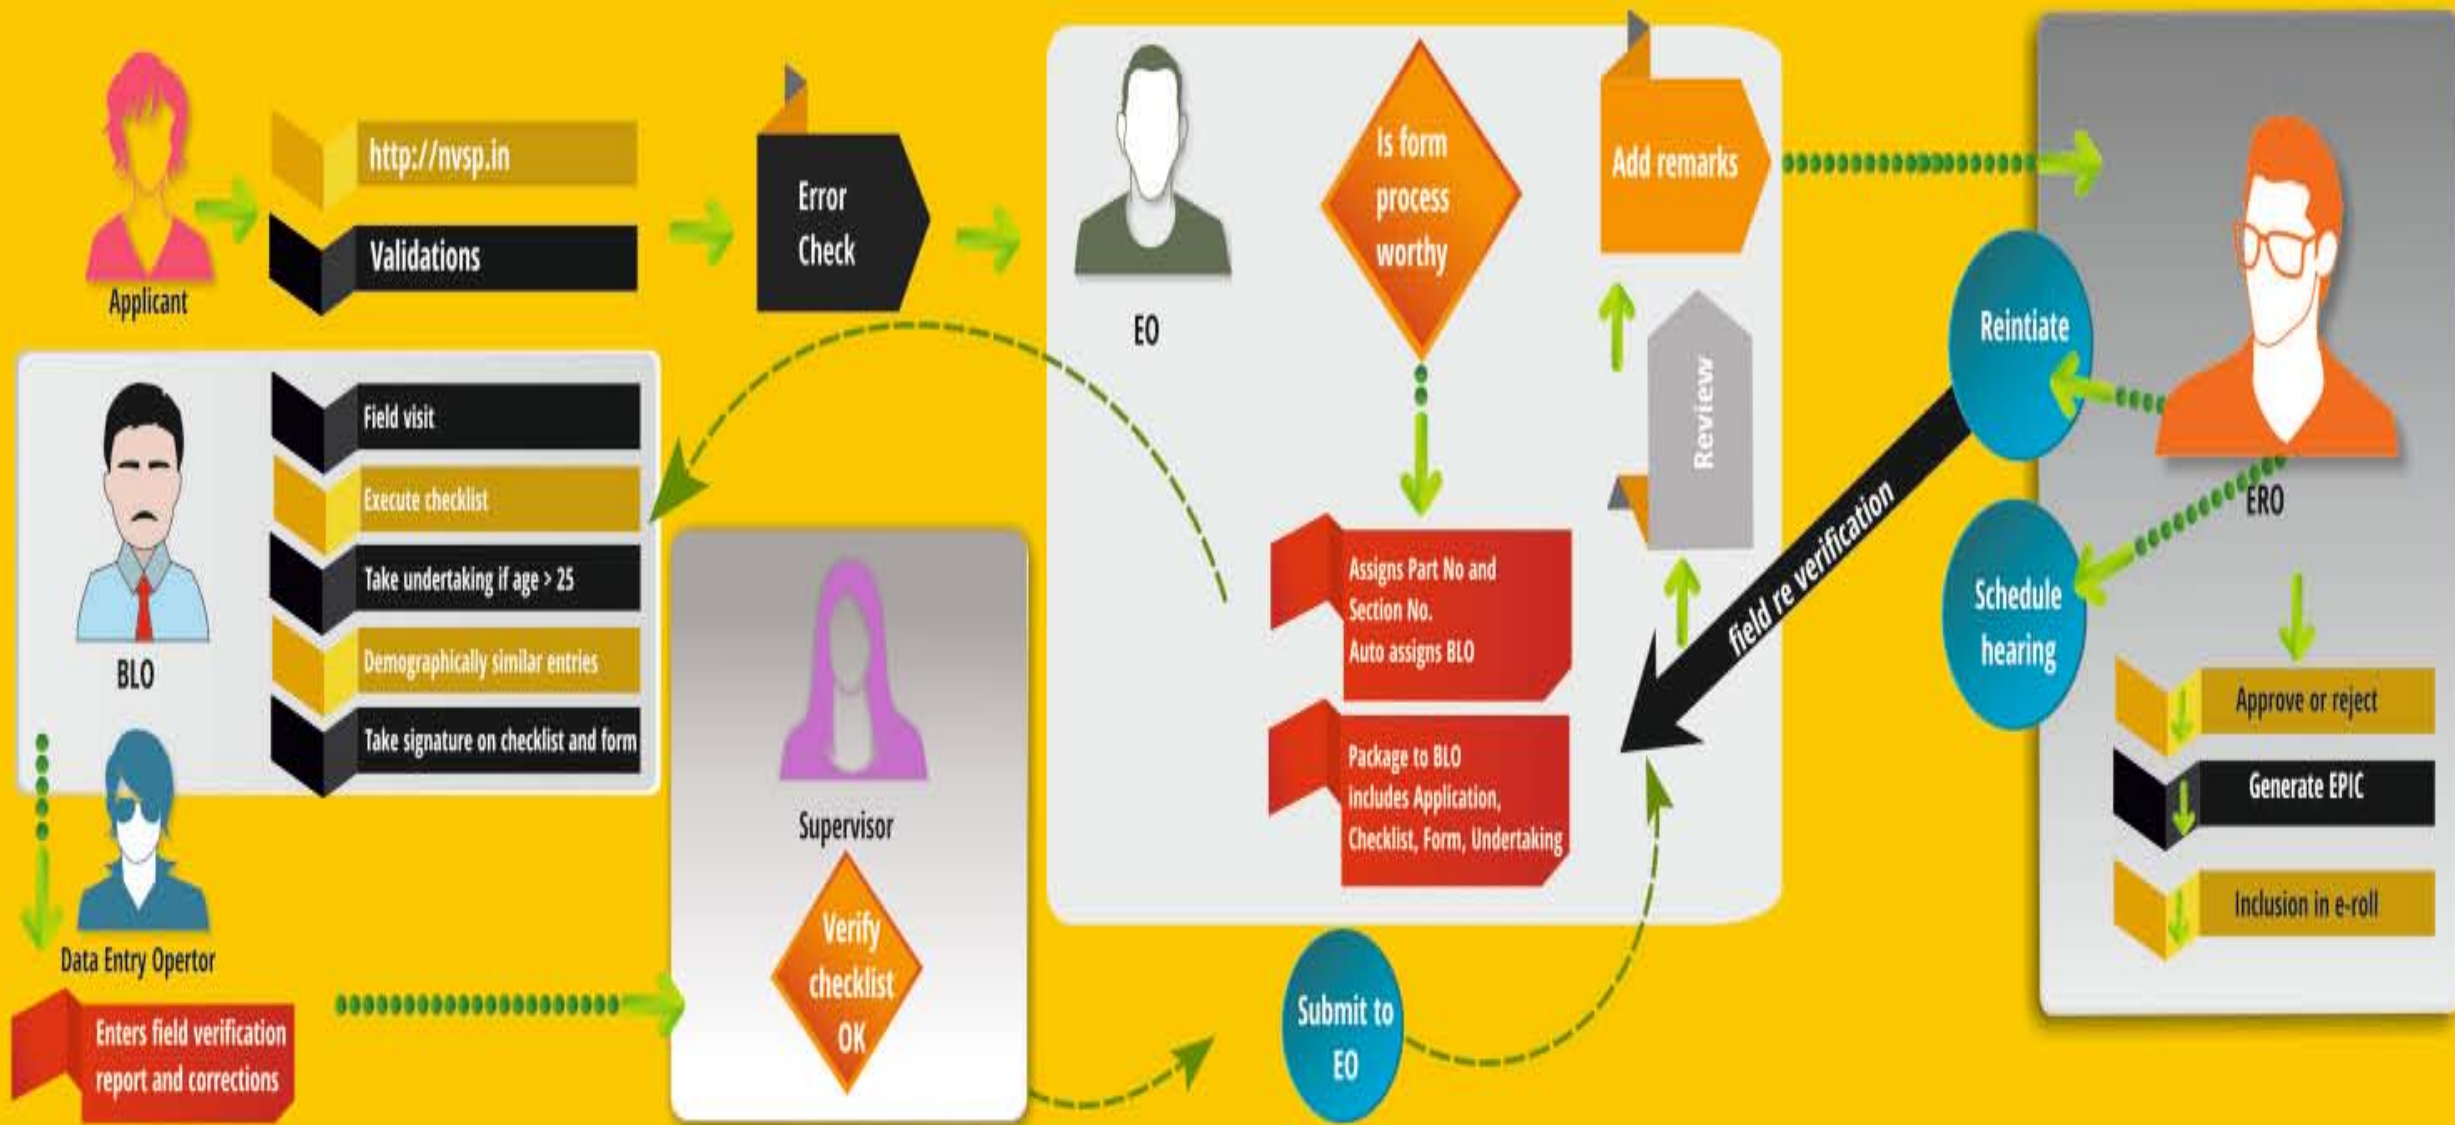 http://nvsp.in
Validations
Applicant
Error
Check
EO
Is form
process
worthy
Add remarks
Review
Assigns Part No and
Section No.
Auto assigns BLO
Package to BLO
Includes Application,
Checklist, Form, Undertaking
BLO
Field visit
Execute checklist
Take undertaking if age > 25
Demographically similar entries
Take signature on checklist and form
Data Entry Opertor
Enters field verification
report and corrections
Supervisor
Verify
checklist
OK
Submit to
EO
Reintiate
field re verification
Schedule
hearing
ERO
Approve or reject
Generate EPIC
Inclusion in e-roll